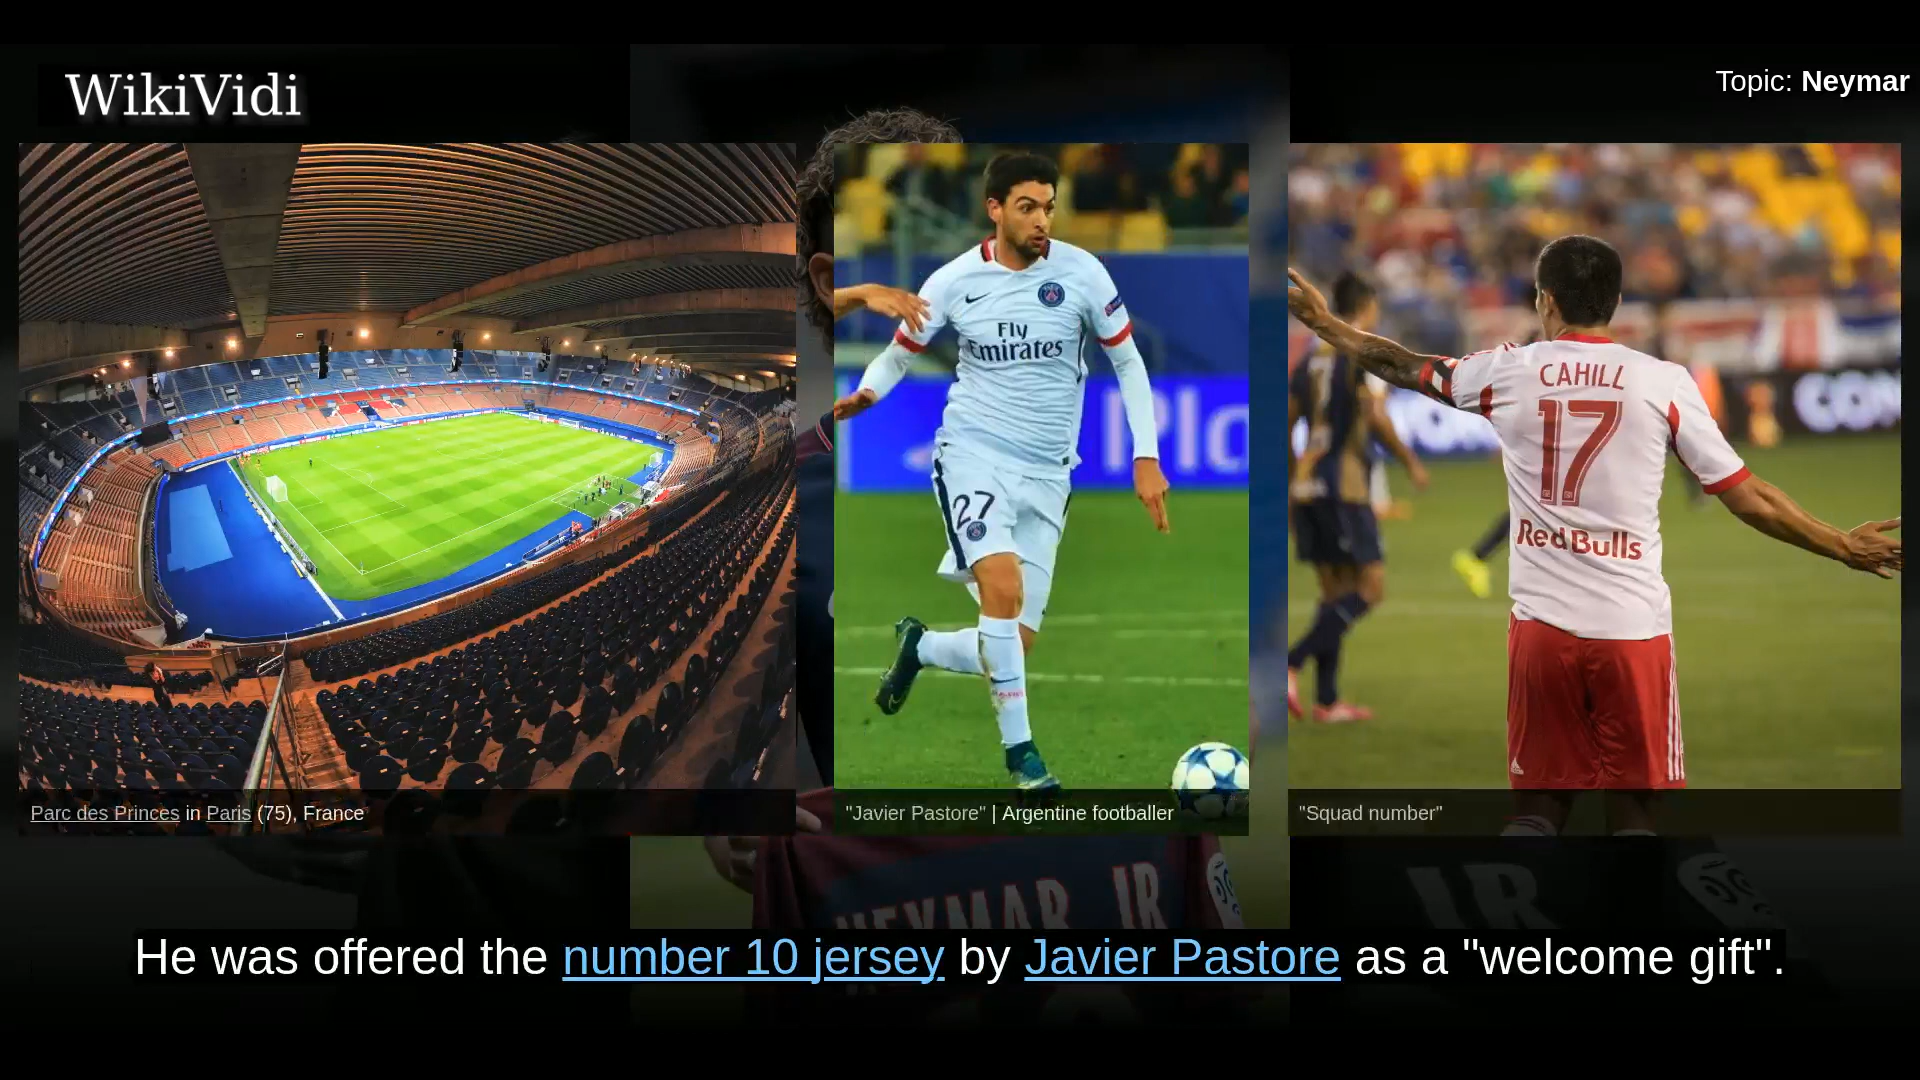 WikiVidi
Topic: Neymar
Fly
Emirates
27
Plo
CAHILL
17
Red Bulls
Parc des Princes in Paris (75), France
"Javier Pastore" | Argentine footballer
"Squad number"
NEYMAR JR
JR
He was offered the number 10 jersey by Javier Pastore as a "welcome gift".